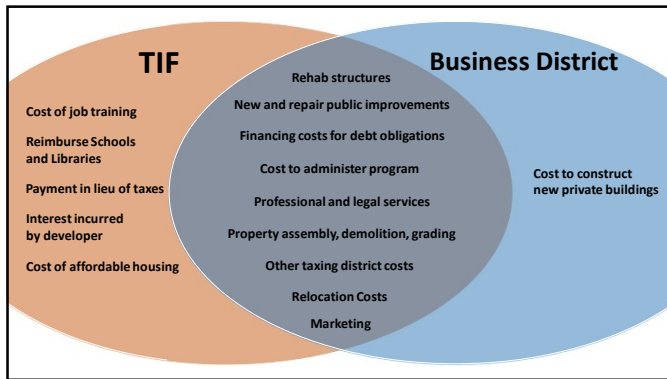 TIF
Business District
Cost of job training
Reimburse Schools
and Libraries
Payment in lieu of taxes
Interest incurred
by developer
Cost of affordable housing
Rehab structures
New and repair public improvements
Financing costs for debt obligations
Cost to administer program
Professional and legal services
Property assembly, demolition, grading
Other taxing district costs
Relocation Costs
Marketing
Cost to construct
new private buildings